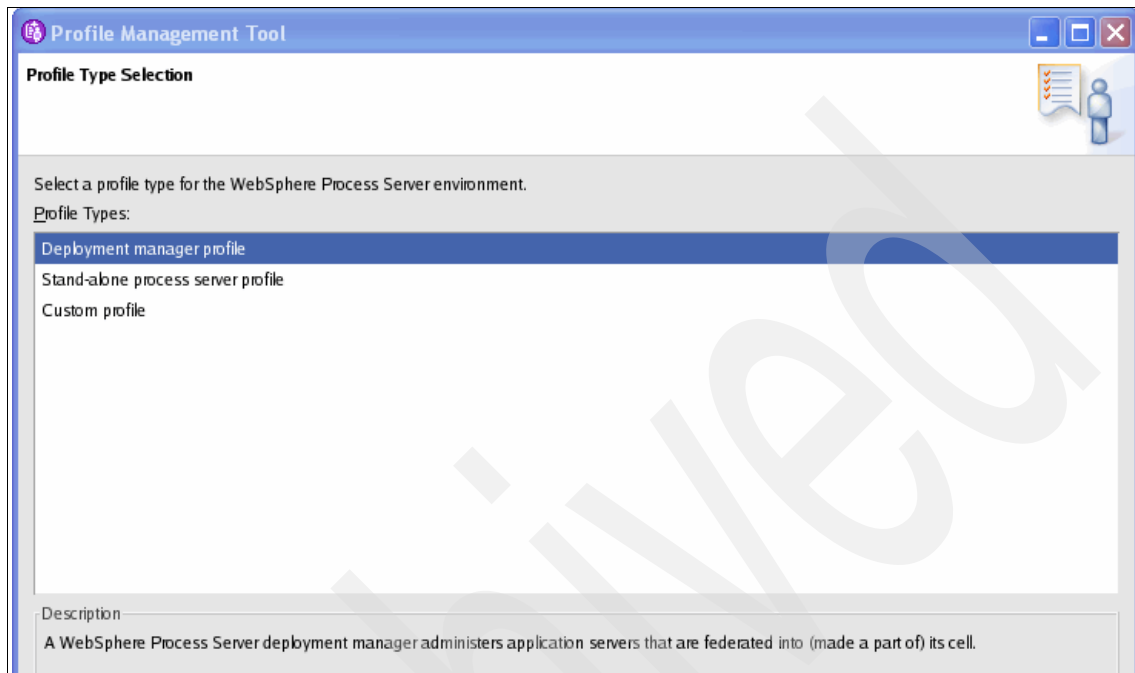 Profile Management Tool
Profile Type Selection
Select a profile type for the WebSphere Process Server environment.
Profile Types:
Deployment manager profile
Stand-alone process server profile
Custom profile
Description
A WebSphere Process Server deployment manager administers application servers that are federated into (made a part of) its cell.